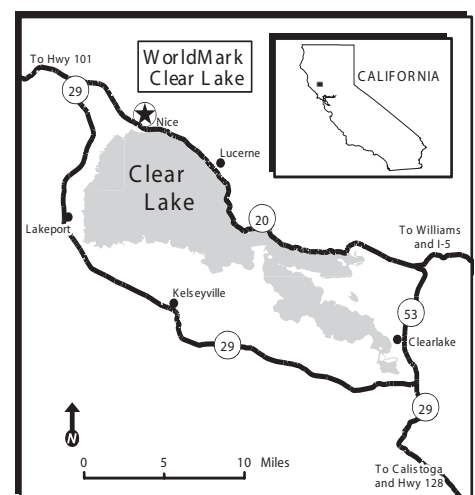 To Hwy 101
WorldMark
Clear Lake
CALIFORNIA
29
Nice
Lucerne
Clear
Lake
20
Lakeport
To Williams
and I-5
Kelseyville
53
Clearlake
29
29
N
0 5 10 Miles
To Calistoga
and Hwy 128